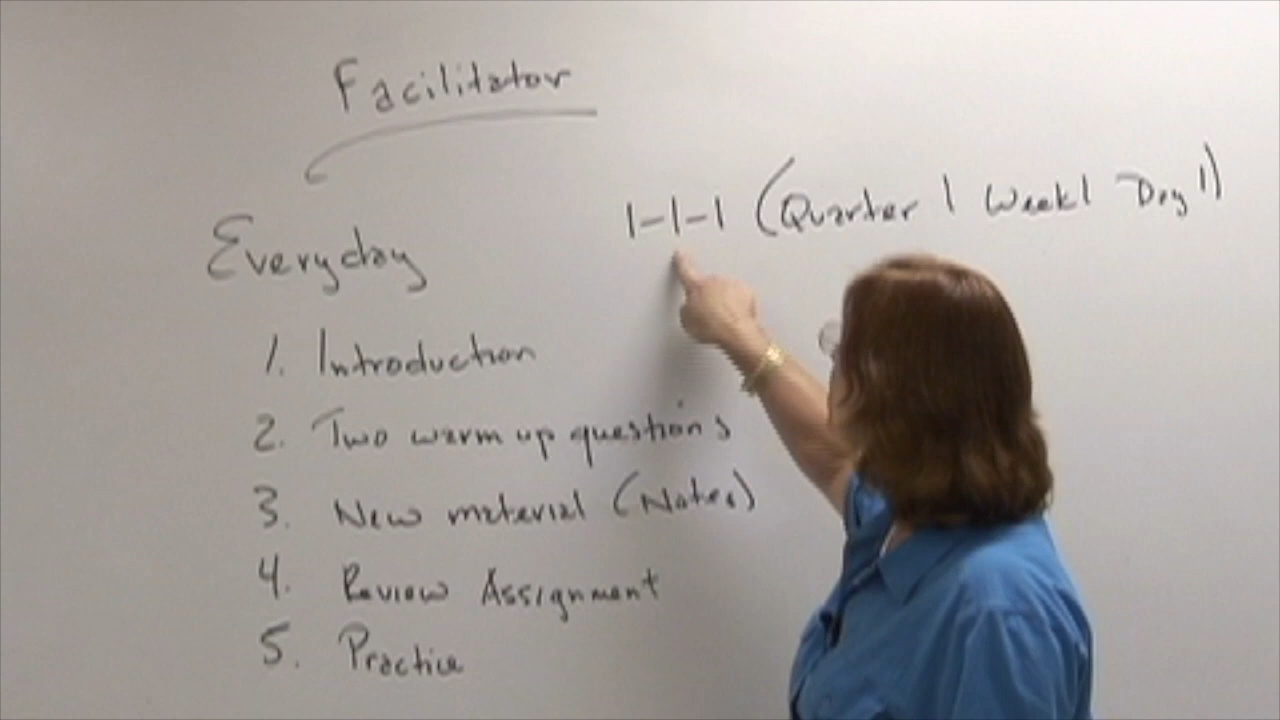 Facilitator
1-1-1 (Quarter 1 Week 1 Day 1)
Everyday
1. Introduction
2. Two warm up questions
3. New material (Notes)
4. Review Assignment
5. Practice